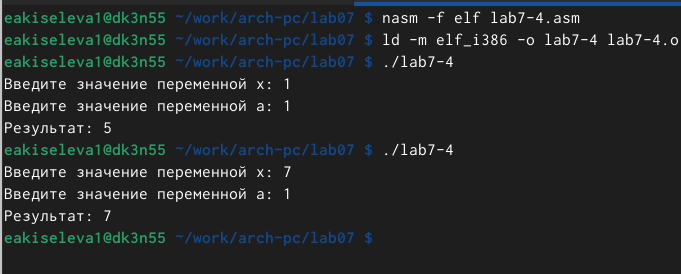 eakiseleva1@dk3n55 ~/work/arch-pc/lab07 $ nasm -f elf lab7-4.asm
eakiseleva1@dk3n55 ~/work/arch-pc/lab07 $ ld -m elf_i386 -o lab7-4 lab7-4.o
eakiseleva1@dk3n55 ~/work/arch-pc/lab07 $ ./lab7-4
Введите значение переменной x: 1
Введите значение переменной a: 1
Результат: 5
eakiseleva1@dk3n55 ~/work/arch-pc/lab07 $ ./lab7-4
Введите значение переменной x: 7
Введите значение переменной a: 1
Результат: 7
eakiseleva1@dk3n55 ~/work/arch-pc/lab07 $